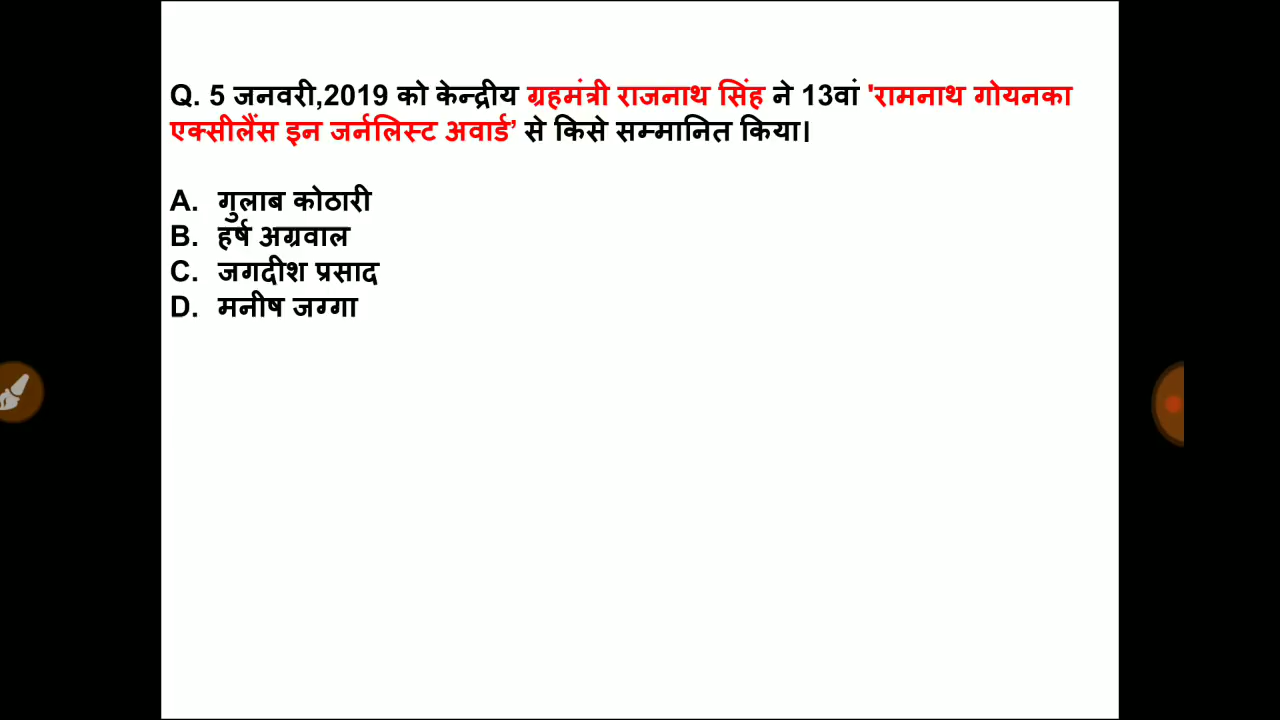 Q. 5 जनवरी,2019 को केन्द्रीय ग्रहमंत्री राजनाथ सिंह ने 13वां 'रामनाथ गोयनका
एक्सीलैंस इन जर्नलिस्ट अवार्ड’ से किसे सम्मानित किया।
A. गुलाब कोठारी
B. हर्ष अग्रवाल
C. जगदीश प्रसाद
D. मनीष जग्गा